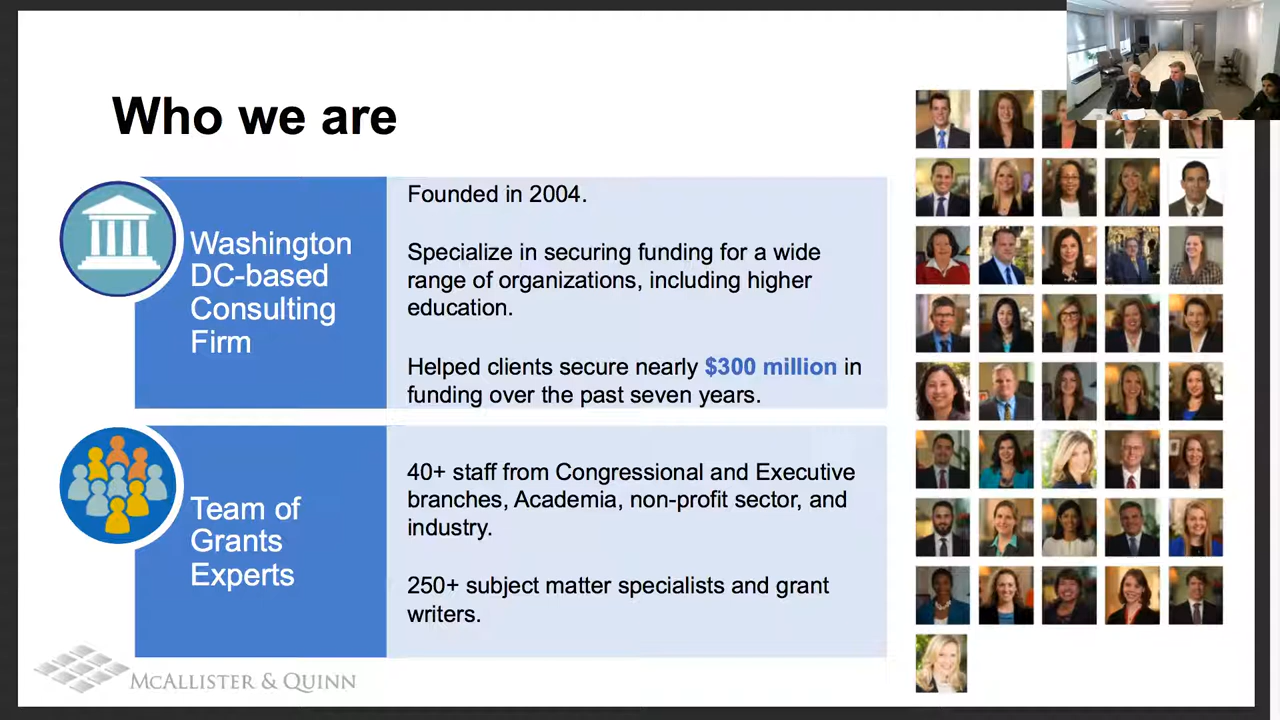 Who we are
Washington
DC-based
Consulting
Firm
Founded in 2004.
Specialize in securing funding for a wide
range of organizations, including higher
education.
Helped clients secure nearly $300 million in
funding over the past seven years.
Team of
Grants
Experts
40+ staff from Congressional and Executive
branches, Academia, non-profit sector, and
industry.
250+ subject matter specialists and grant
writers.
MCALLISTER & QUINN